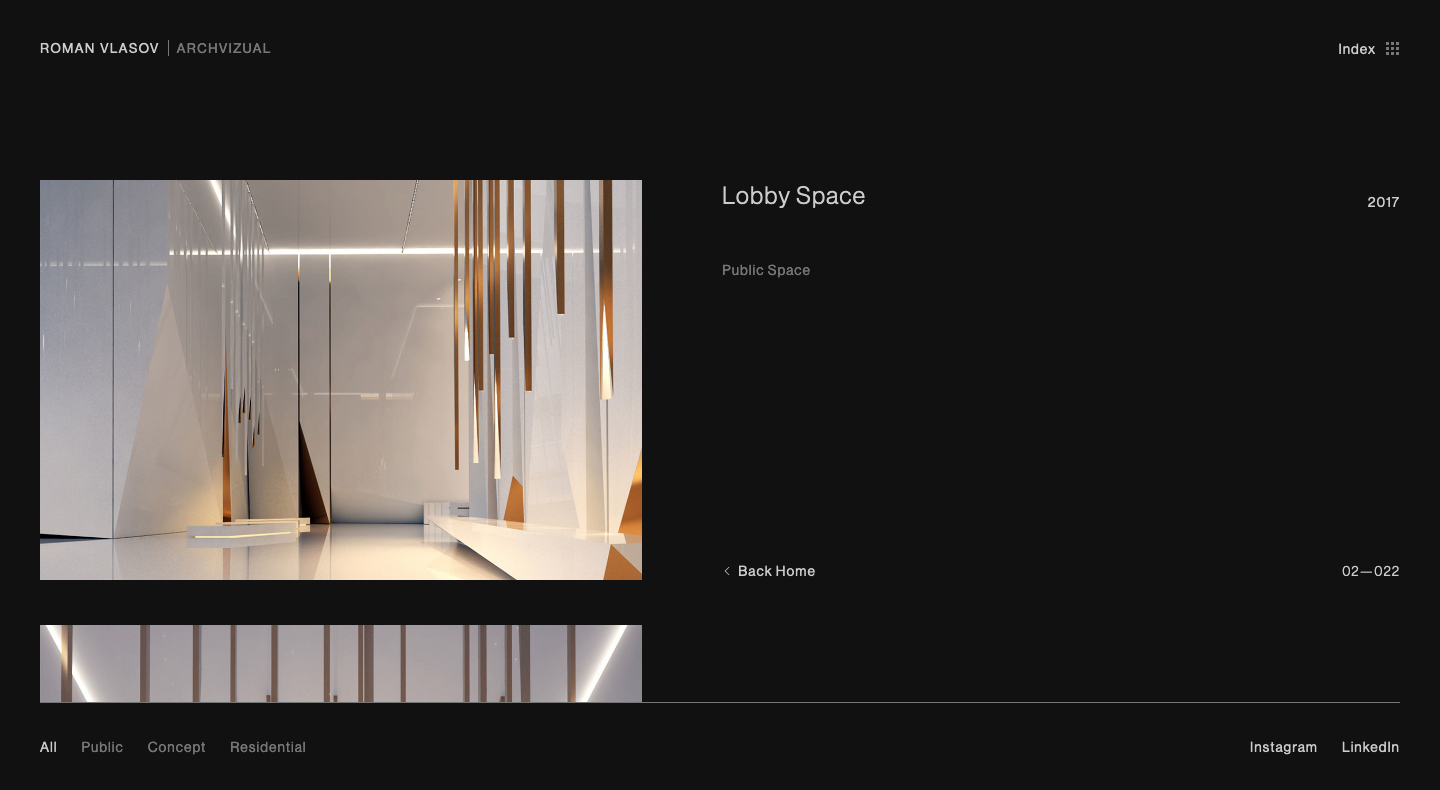 ROMAN VLASOV | ARCHVIZUAL
Index
Lobby Space
2017
Public Space
Back Home
02—022
All Public Concept Residential
Instagram LinkedIn